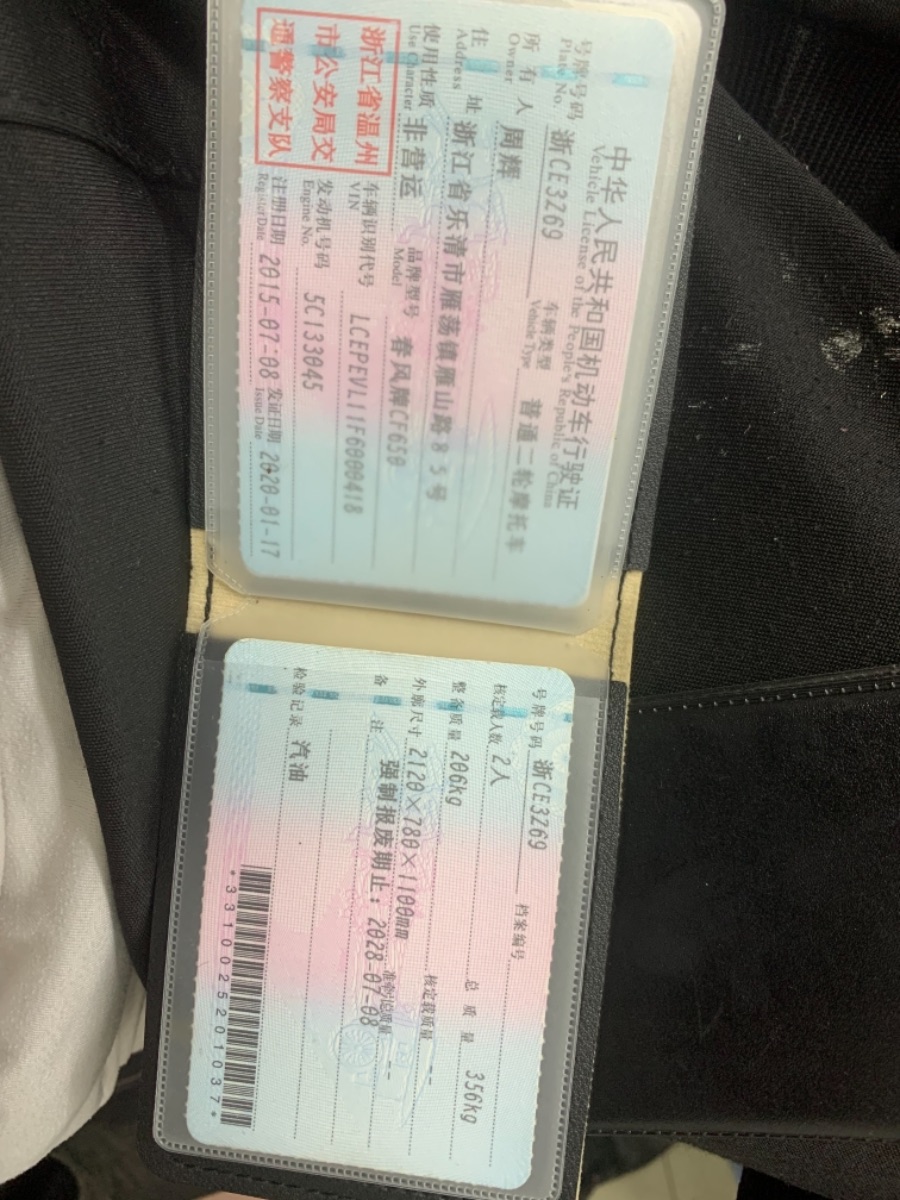 中华人民共和国机动车行驶证
Vehicle License of the People's Republic of China
号牌号码 浙CE3Z69 车辆类型 普通二轮摩托车
Plate No. Vehicle Type
所有人 周辉
Owner
住址 浙江省乐清市雁荡镇雁山路85号
Address
使用性质 非营运 品牌型号 春风牌CF650
Use Character Model
浙江省温州
市公安局交
通警察支队
车辆识别代号 LCEPEVL11F6000418
VIN
发动机号码 5C133045
Engine No.
注册日期 2015-07-08 发证日期 2020-01-17
Register Date Issue Date
号牌号码 浙CE3Z69 档案编号
核定载人数 2人 总质量 356kg
整备质量 206kg 核定载质量 --
外廓尺寸 2120×780×1100mm 准牵引总质量 --
备注 强制报废期止：2028-07-08
检验记录 汽油
*3310025201037*